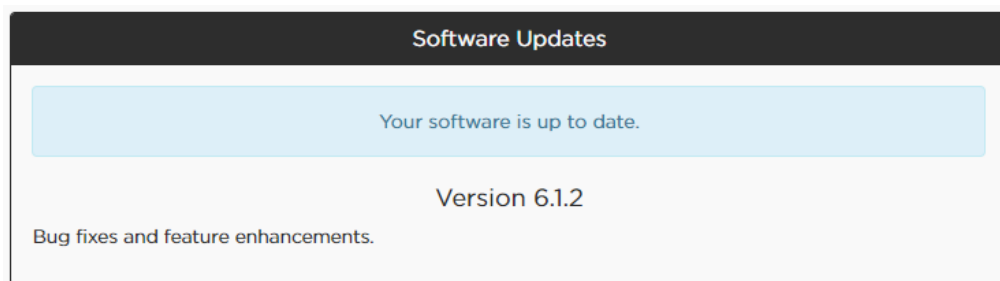 Software Updates
Your software is up to date.
Version 6.1.2
Bug fixes and feature enhancements.